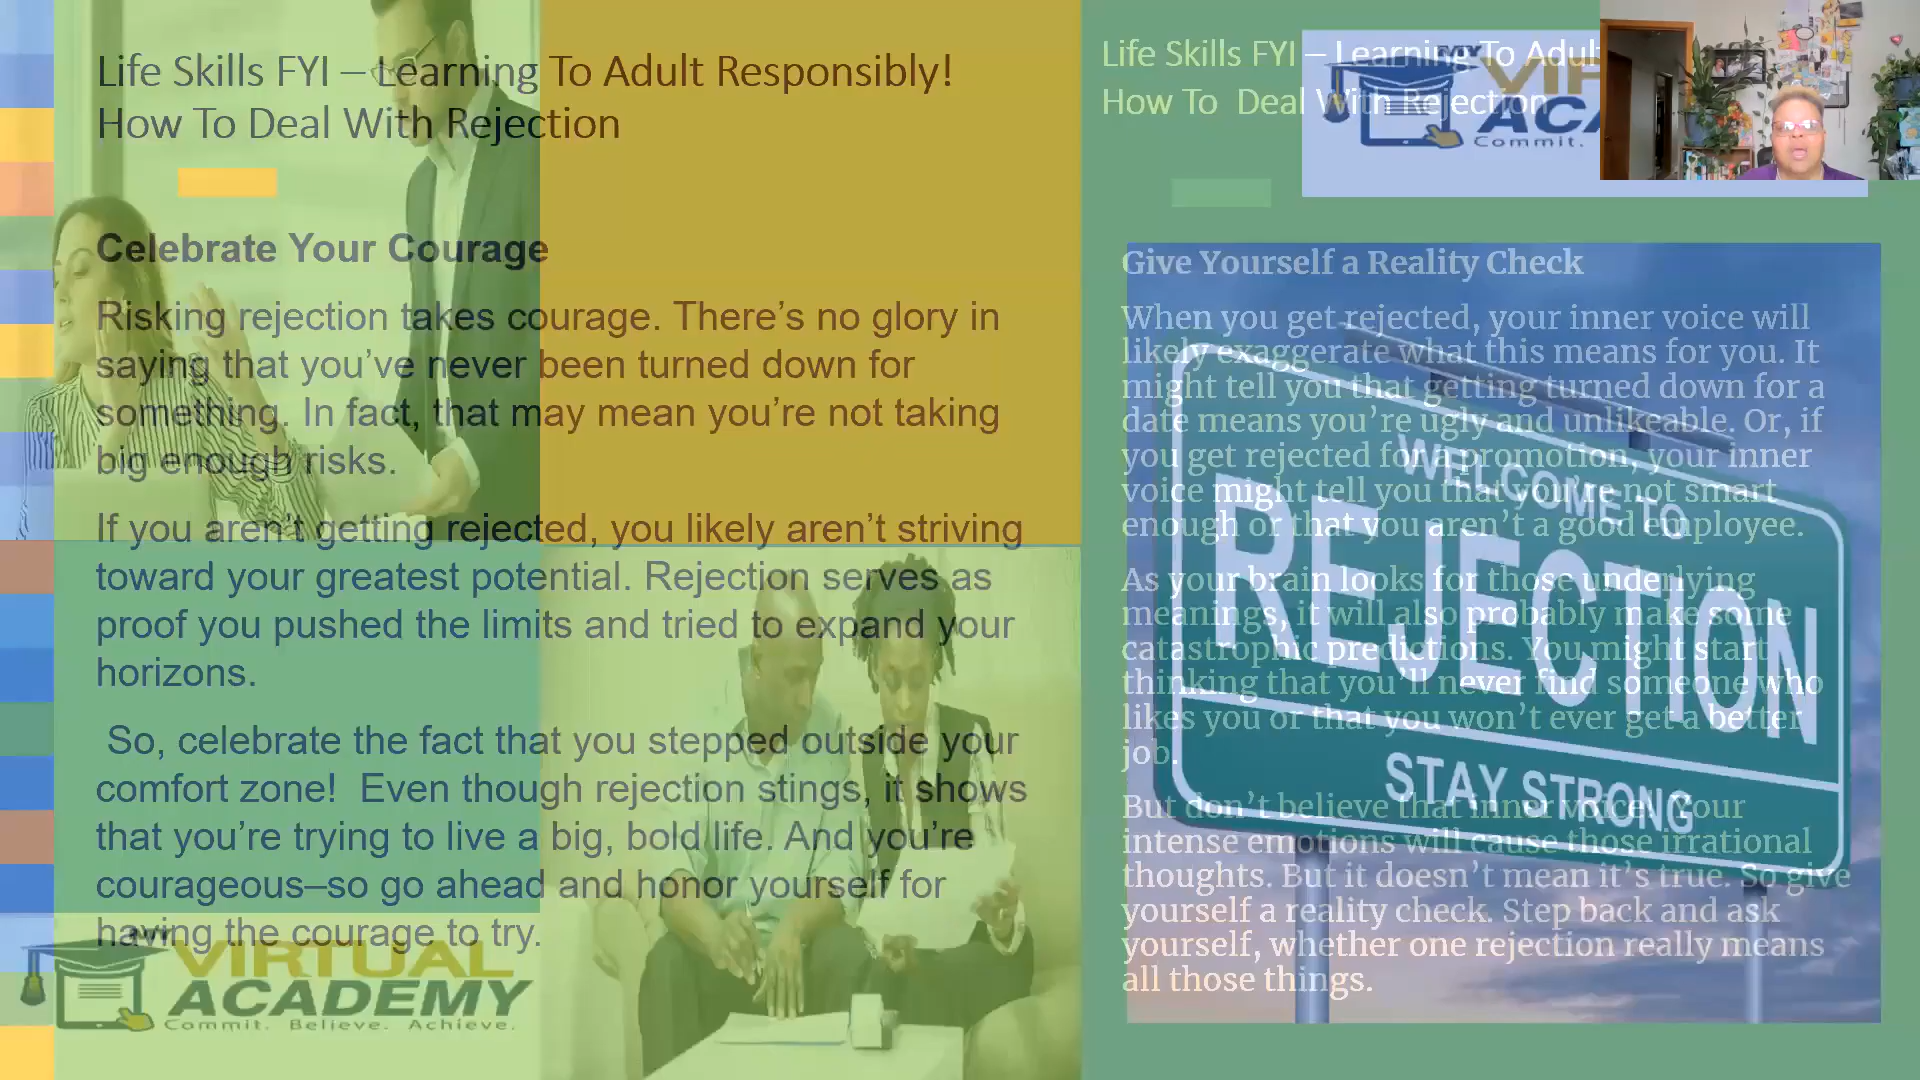 Life Skills FYI – Learning To Adult Responsibly!
How To Deal With Rejection
Celebrate Your Courage
Risking rejection takes courage. There’s no glory in
saying that you’ve never been turned down for
something. In fact, that may mean you’re not taking
big enough risks.
If you aren’t getting rejected, you likely aren’t striving
toward your greatest potential. Rejection serves as
proof you pushed the limits and tried to expand your
horizons.
So, celebrate the fact that you stepped outside your
comfort zone!  Even though rejection stings, it shows
that you’re trying to live a big, bold life. And you’re
courageous–so go ahead and honor yourself for
having the courage to try.
VIRTUAL
ACADEMY
Commit. Believe. Achieve.
Life Skills FYI – Learning To Adult
How To  Deal With Rejection
MY
Commit.
Give Yourself a Reality Check
When you get rejected, your inner voice will
likely exaggerate what this means for you. It
might tell you that getting turned down for a
date means you’re ugly and unlikeable. Or, if
you get rejected for a promotion, your inner
voice might tell you that you’re not smart
enough or that you aren’t a good employee.
As your brain looks for those underlying
meanings, it will also probably make some
catastrophic predictions. You might start
thinking that you’ll never find someone who
likes you or that you won’t ever get a better
job.
But don’t believe that inner voice! Your
intense emotions will cause those irrational
thoughts. But it doesn’t mean it’s true. So give
yourself a reality check. Step back and ask
yourself, whether one rejection really means
all those things.
WELCOME TO
REJECTION
STAY STRONG